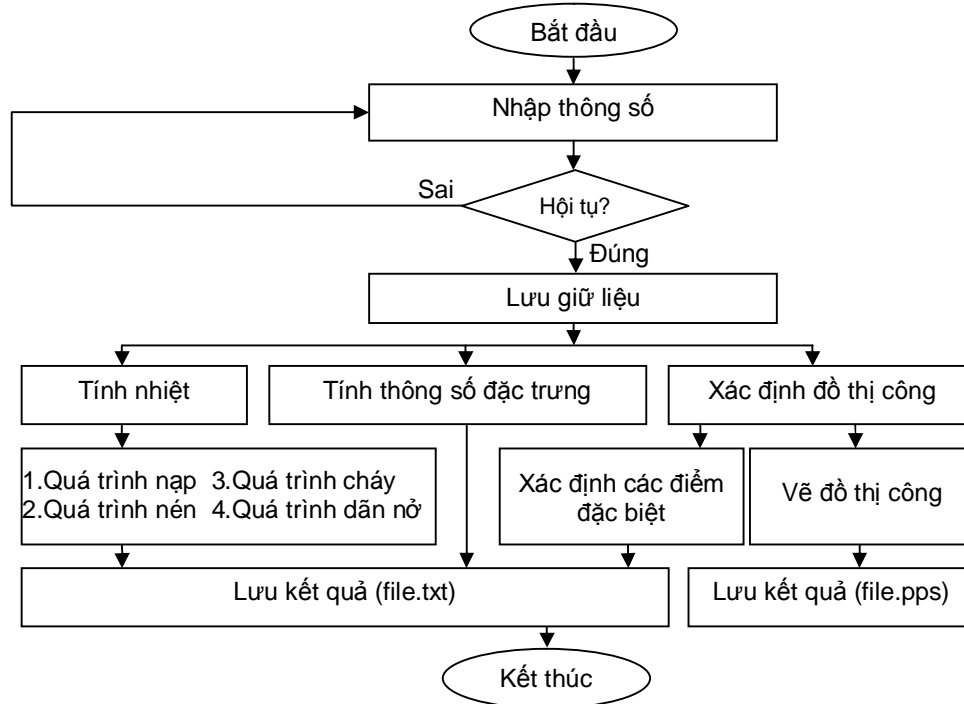 Bắt đầu
Nhập thông số
Sai
Hội tụ?
Đúng
Lưu giữ liệu
Tính nhiệt
Tính thông số đặc trưng
Xác định đồ thị công
1.Quá trình nạp 3.Quá trình cháy
2.Quá trình nén 4.Quá trình dãn nở
Xác định các điểm
đặc biệt
Vẽ đồ thị công
Lưu kết quả (file.txt)
Lưu kết quả (file.pps)
Kết thúc